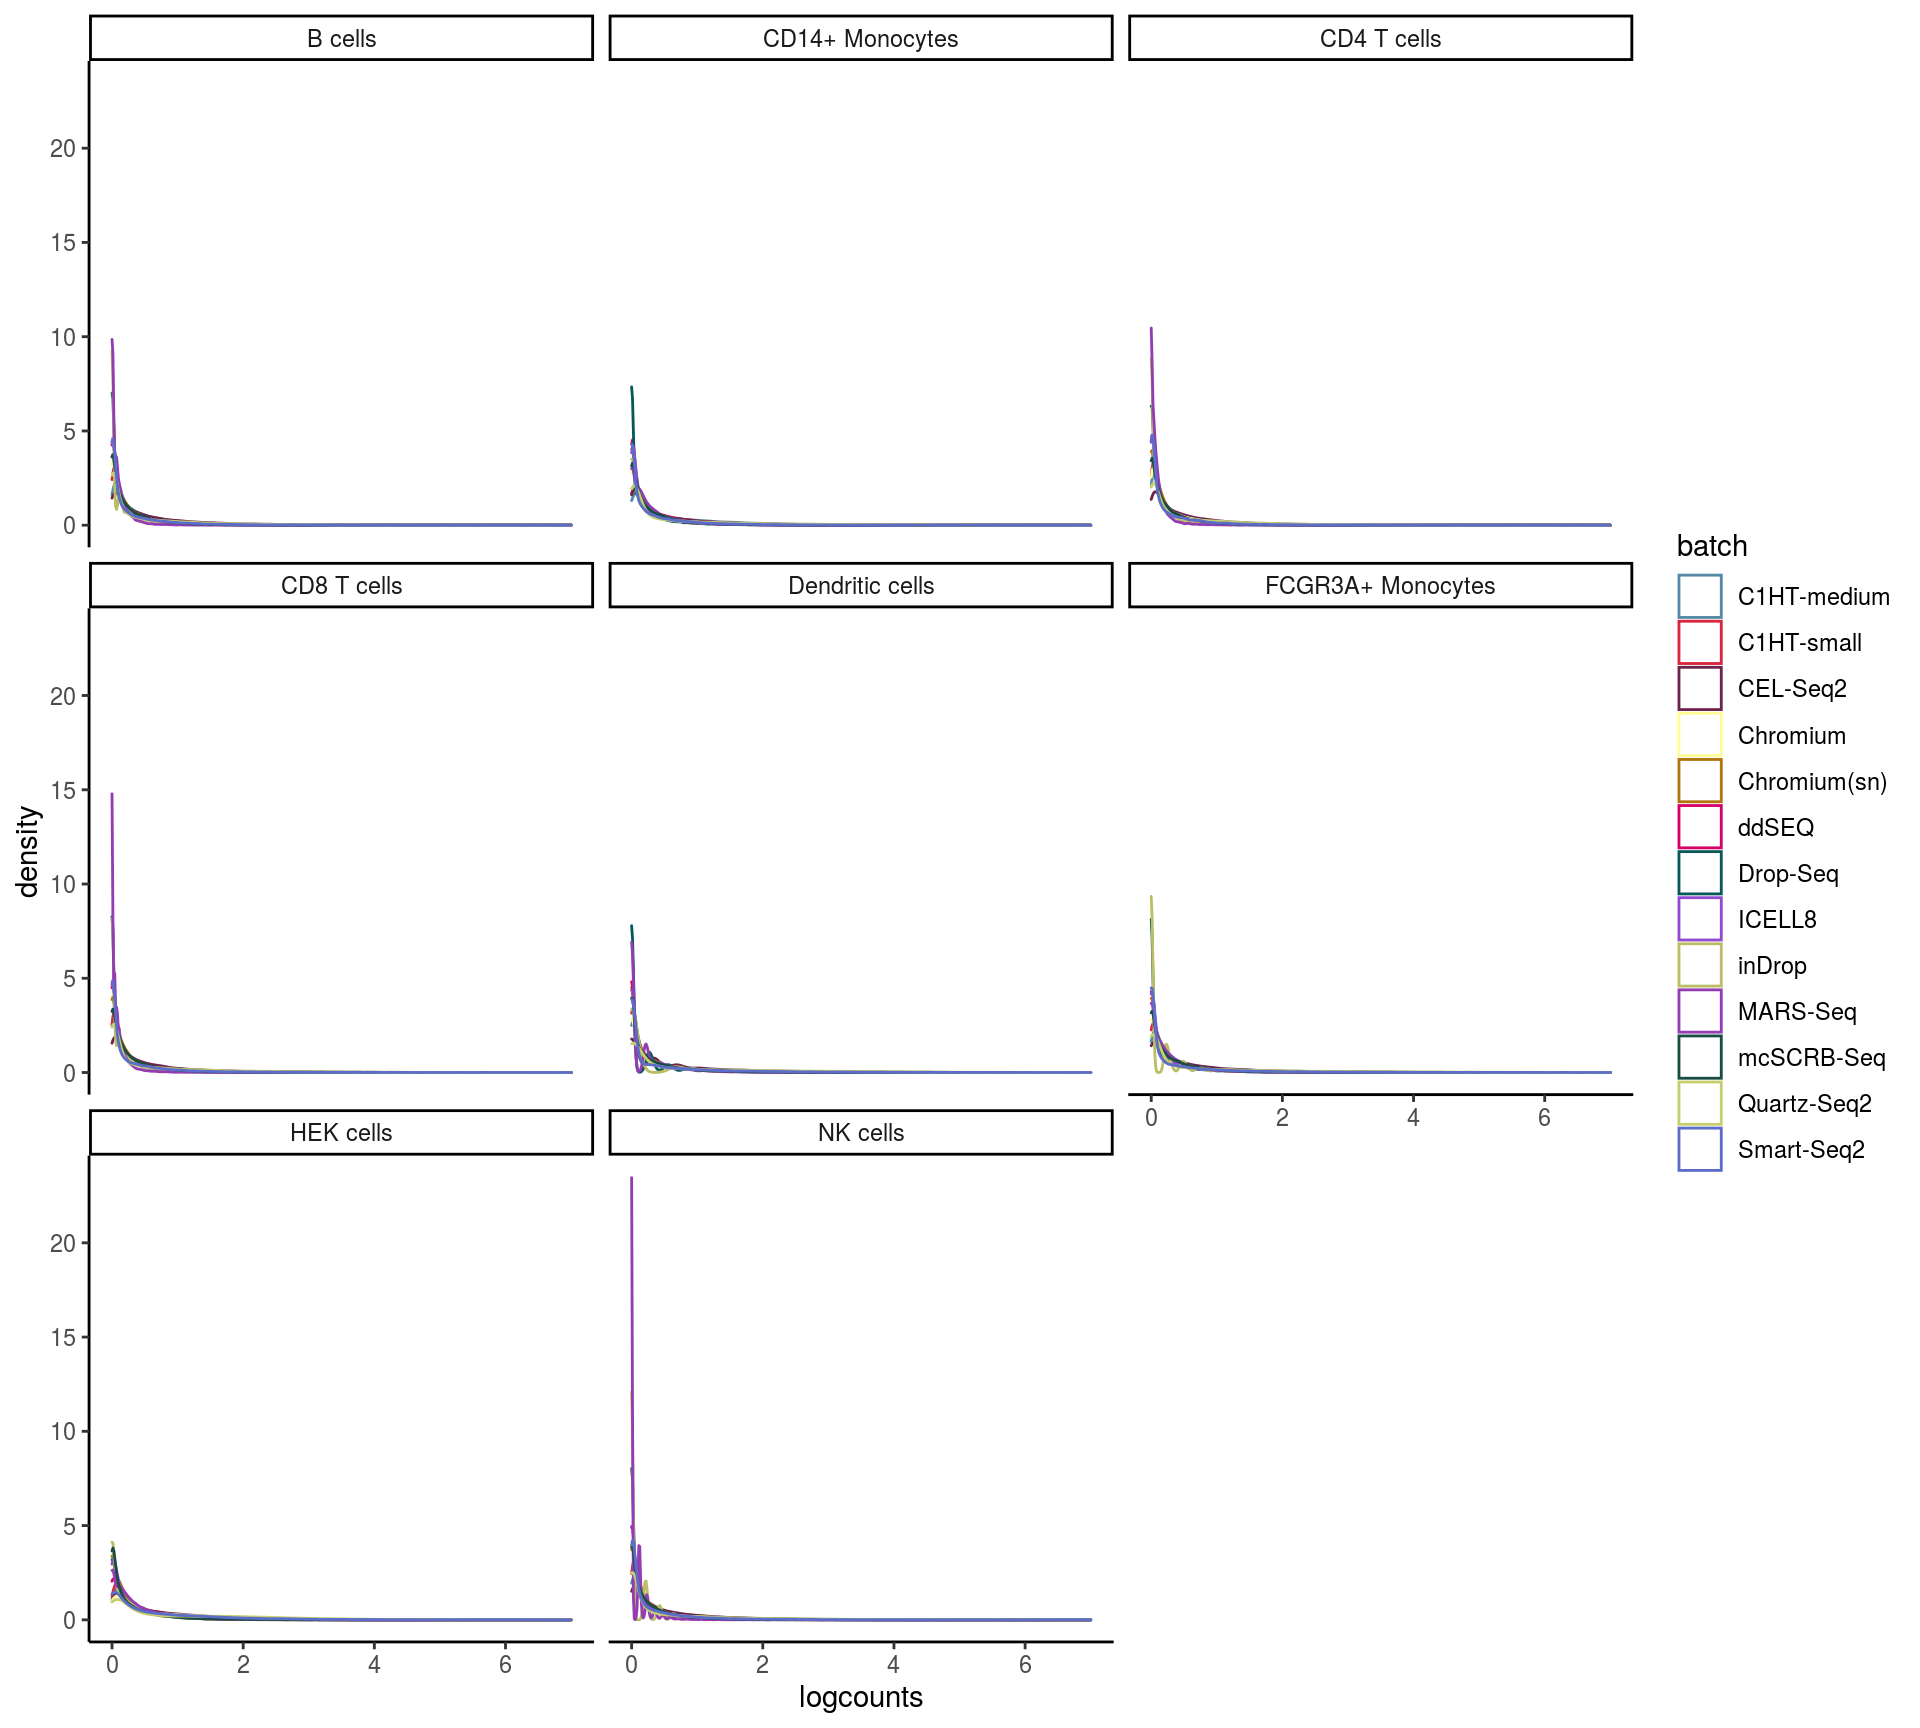 B cells
CD14+ Monocytes
CD4 T cells
20
15
10
5
0
CD8 T cells
Dendritic cells
FCGR3A+ Monocytes
20
15
10
5
0
0 2 4 6
HEK cells
NK cells
20
15
10
5
0
0 2 4 6
0 2 4 6
logcounts
density
batch
C1HT-medium
C1HT-small
CEL-Seq2
Chromium
Chromium(sn)
ddSEQ
Drop-Seq
ICELL8
inDrop
MARS-Seq
mcSCRB-Seq
Quartz-Seq2
Smart-Seq2